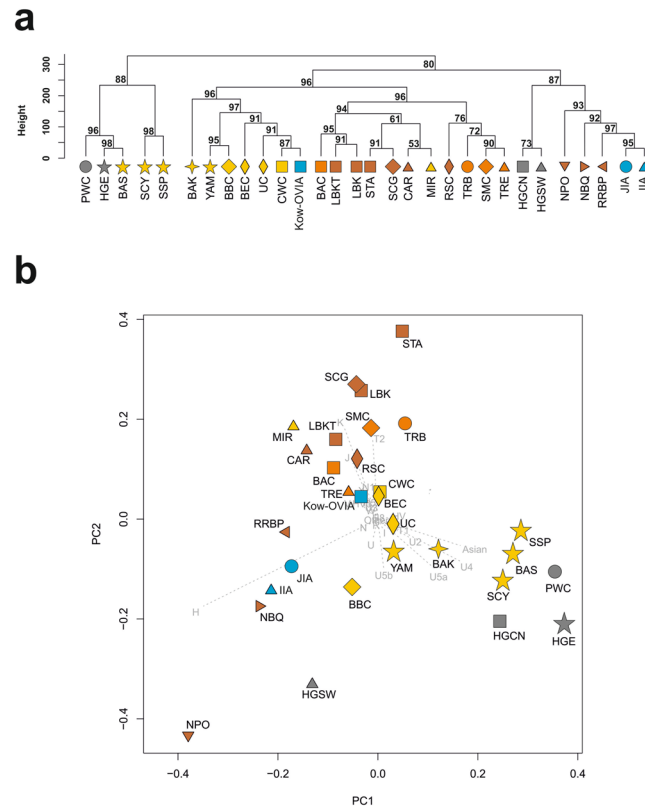 a
Height
300
200
100
0
88 80 96 98 98 96 97 95 91 91 87 96 94 95 91 91 61 53 76 72 90 87 73 93 92 97 95
PWC HGE BAS SCY SSP BAK YAM BBC BEC UC CWC Kow-OVIA BAC LBKT LBK STA SCG CAR MIR RSC TRB SMC TRE HGCN HGSW NPO NBQ RRBP JIA IIA
b
0.4
STA
SCG
LBK
0.2
SMC
K
T2
TRB
MIR
LBKT
CAR
J
RSC
BAC
CWC
TRE
BEC
Kow-OVIA
0.0
RRBP
N
UC
U
U2
Asian
SSP
YAM
BAK
U4
BAS
JIA
U5b
U5a
PWC
IIA
BBC
SCY
H
NBQ
-0.2
HGCN
HGE
HGSW
NPO
-0.4
PC2
−0.4 −0.2 0.0 0.2 0.4
PC1